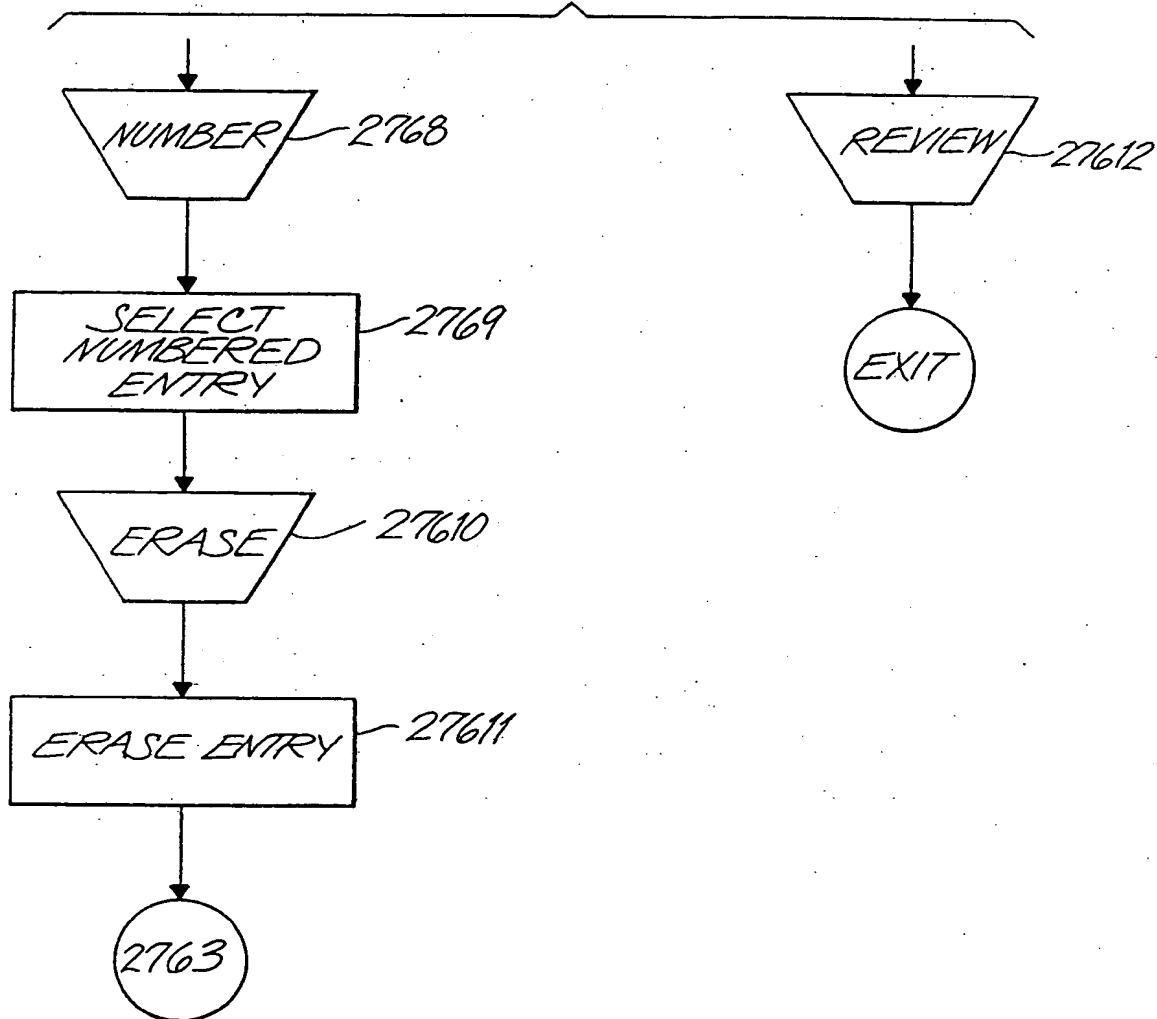 NUMBER
2768
SELECT
NUMBERED
ENTRY
2769
ERASE
27610
ERASE ENTRY
27611
2763
REVIEW
27612
EXIT